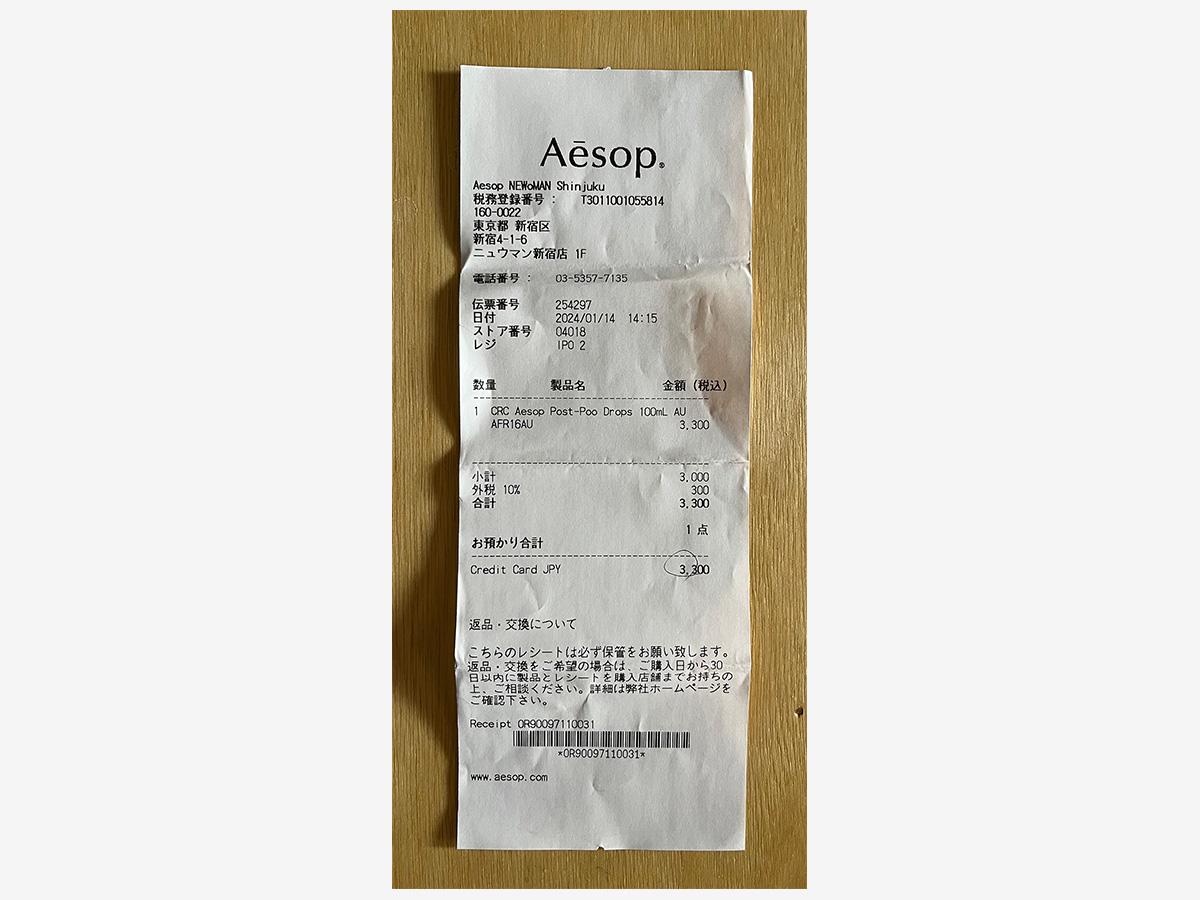 Aēsop®
Aesop NEWoMAN Shinjuku
税務登録番号 : T3011001055814
160-0022
東京都 新宿区
新宿4-1-6
ニュウマン新宿店 1F
電話番号 : 03-5357-7135
伝票番号 254297
日付 2024/01/14 14:15
ストア番号 04018
レジ IPO 2
数量 製品名 金額 (税込)
1 CRC Aesop Post-Poo Drops 100mL AU
AFR16AU 3,300
小計 3,000
外税 10% 300
合計 3,300
1 点
お預かり合計
Credit Card JPY 3,300
返品・交換について
こちらのレシートは必ず保管をお願い致します。
返品・交換をご希望の場合は、ご購入日から30
日以内に製品とレシートを購入店舗までお持ちの
上、ご相談ください。詳細は弊社ホームページを
ご確認下さい。
Receipt OR90097110031
*OR90097110031*
www.aesop.com